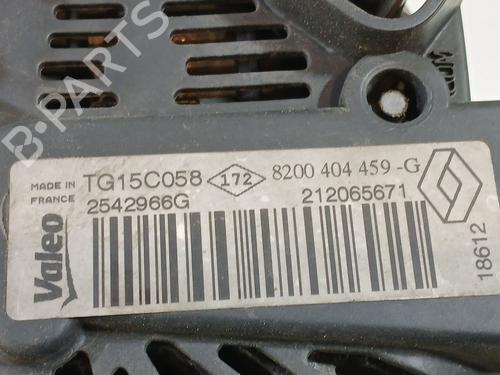 B-PARTS
MADE IN
FRANCE
TG15C058
172
8200 404 459 -G
2542966G
212065671
Valeo
18612